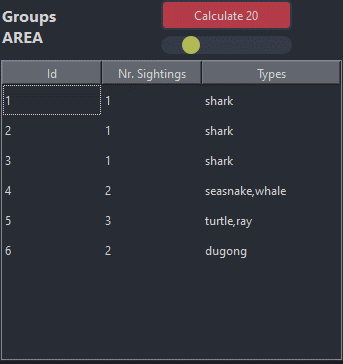 Groups
AREA
Calculate 20
Id Nr. Sightings Types
1 1 shark
2 1 shark
3 1 shark
4 2 seasnake,whale
5 3 turtle,ray
6 2 dugong